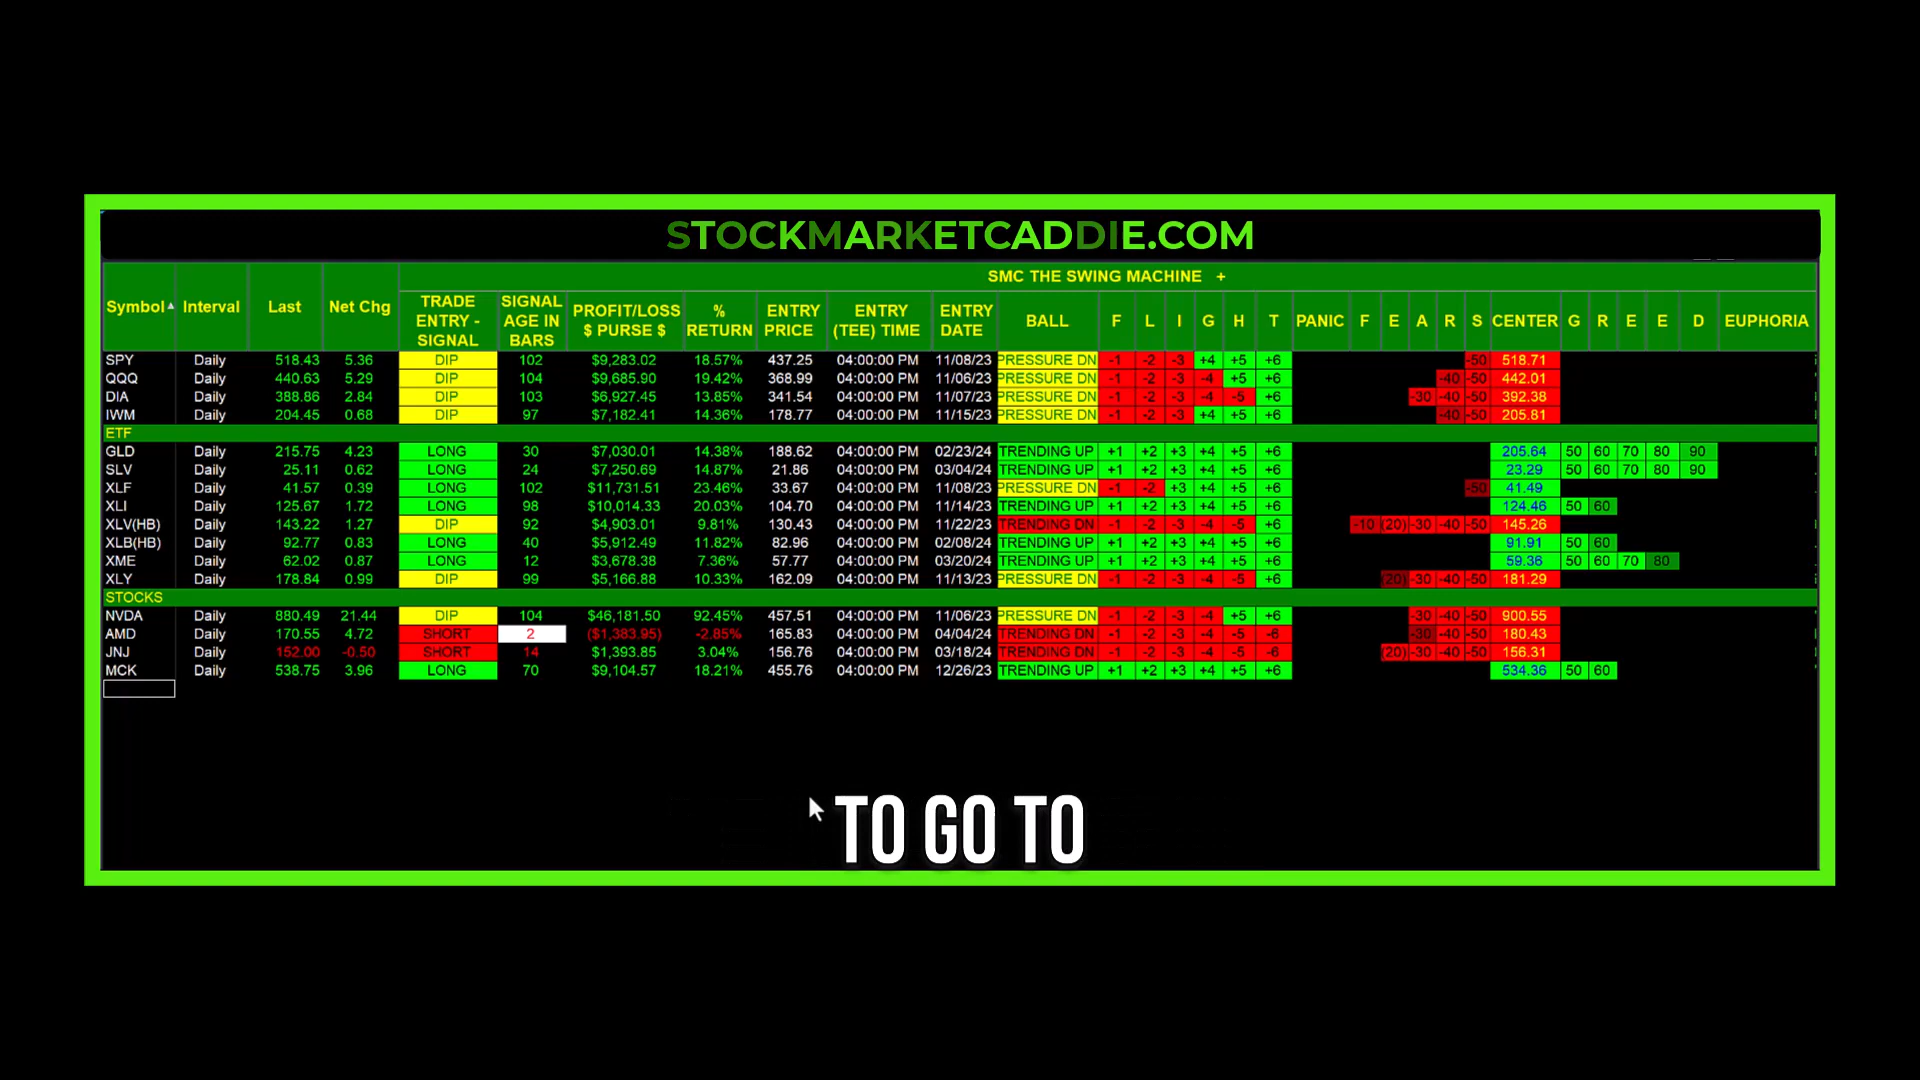 STOCKMARKETCADDIE.COM
SMC THE SWING MACHINE +
Symbol Interval Last Net Chg TRADE ENTRY - SIGNAL SIGNAL AGE IN BARS PROFIT/LOSS $ PURSE $ % RETURN ENTRY PRICE ENTRY (TEE) TIME ENTRY DATE BALL F L I G H T PANIC F E A R S CENTER G R E E D EUPHORIA
SPY Daily 518.43 5.36 DIP 102 $9,283.02 18.57% 437.25 04:00:00 PM 11/08/23 PRESSURE DN -1 -2 -3 +4 +5 +6 -50 518.71
QQQ Daily 440.63 5.29 DIP 104 $9,685.90 19.42% 368.99 04:00:00 PM 11/06/23 PRESSURE DN -1 -2 -3 -4 +5 +6 -40 -50 442.01
DIA Daily 388.86 2.84 DIP 103 $6,927.45 13.85% 341.54 04:00:00 PM 11/07/23 PRESSURE DN -1 -2 -3 -4 -5 +6 -30 -40 -50 392.38
IWM Daily 204.45 0.68 DIP 97 $7,182.41 14.36% 178.77 04:00:00 PM 11/15/23 PRESSURE DN -1 -2 -3 +4 +5 +6 -40 -50 205.81
ETF
GLD Daily 215.75 4.23 LONG 30 $7,030.01 14.38% 188.62 04:00:00 PM 02/23/24 TRENDING UP +1 +2 +3 +4 +5 +6 205.64 50 60 70 80 90
SLV Daily 25.11 0.62 LONG 24 $7,250.69 14.87% 21.86 04:00:00 PM 03/04/24 TRENDING UP +1 +2 +3 +4 +5 +6 23.29 50 60 70 80 90
XLF Daily 41.57 0.39 LONG 102 $11,731.51 23.46% 33.67 04:00:00 PM 11/08/23 PRESSURE DN -1 -2 +3 +4 +5 +6 -50 41.49
XLI Daily 125.67 1.72 LONG 98 $10,014.33 20.03% 104.70 04:00:00 PM 11/14/23 TRENDING UP +1 +2 +3 +4 +5 +6 124.46 50 60
XLV(HB) Daily 143.22 1.27 DIP 92 $4,903.01 9.81% 130.43 04:00:00 PM 11/22/23 TRENDING DN -1 -2 -3 -4 -5 +6 -10 (20) -30 -40 -50 145.26
XLB(HB) Daily 92.77 0.83 LONG 40 $5,912.49 11.82% 82.96 04:00:00 PM 02/08/24 TRENDING UP +1 +2 +3 +4 +5 +6 91.91 50 60
XME Daily 62.02 0.87 LONG 12 $3,678.38 7.36% 57.77 04:00:00 PM 03/20/24 TRENDING UP +1 +2 +3 +4 +5 +6 59.36 50 60 70 80
XLY Daily 178.84 0.99 DIP 99 $5,166.88 10.33% 162.09 04:00:00 PM 11/13/23 PRESSURE DN -1 -2 -3 -4 -5 +6 (20) -30 -40 -50 181.29
STOCKS
NVDA Daily 880.49 21.44 DIP 104 $46,181.50 92.45% 457.51 04:00:00 PM 11/06/23 PRESSURE DN -1 -2 -3 -4 +5 +6 -30 -40 -50 900.55
AMD Daily 170.55 4.72 SHORT 2 ($1,383.95) -2.85% 165.83 04:00:00 PM 04/04/24 TRENDING DN -1 -2 -3 -4 -5 -6 -30 -40 -50 180.43
JNJ Daily 152.00 -0.50 SHORT 14 $1,393.85 3.04% 156.76 04:00:00 PM 03/18/24 TRENDING DN -1 -2 -3 -4 -5 -6 (20) -30 -40 -50 156.31
MCK Daily 538.75 3.96 LONG 70 $9,104.57 18.21% 455.76 04:00:00 PM 12/26/23 TRENDING UP +1 +2 +3 +4 +5 +6 534.36 50 60
TO GO TO